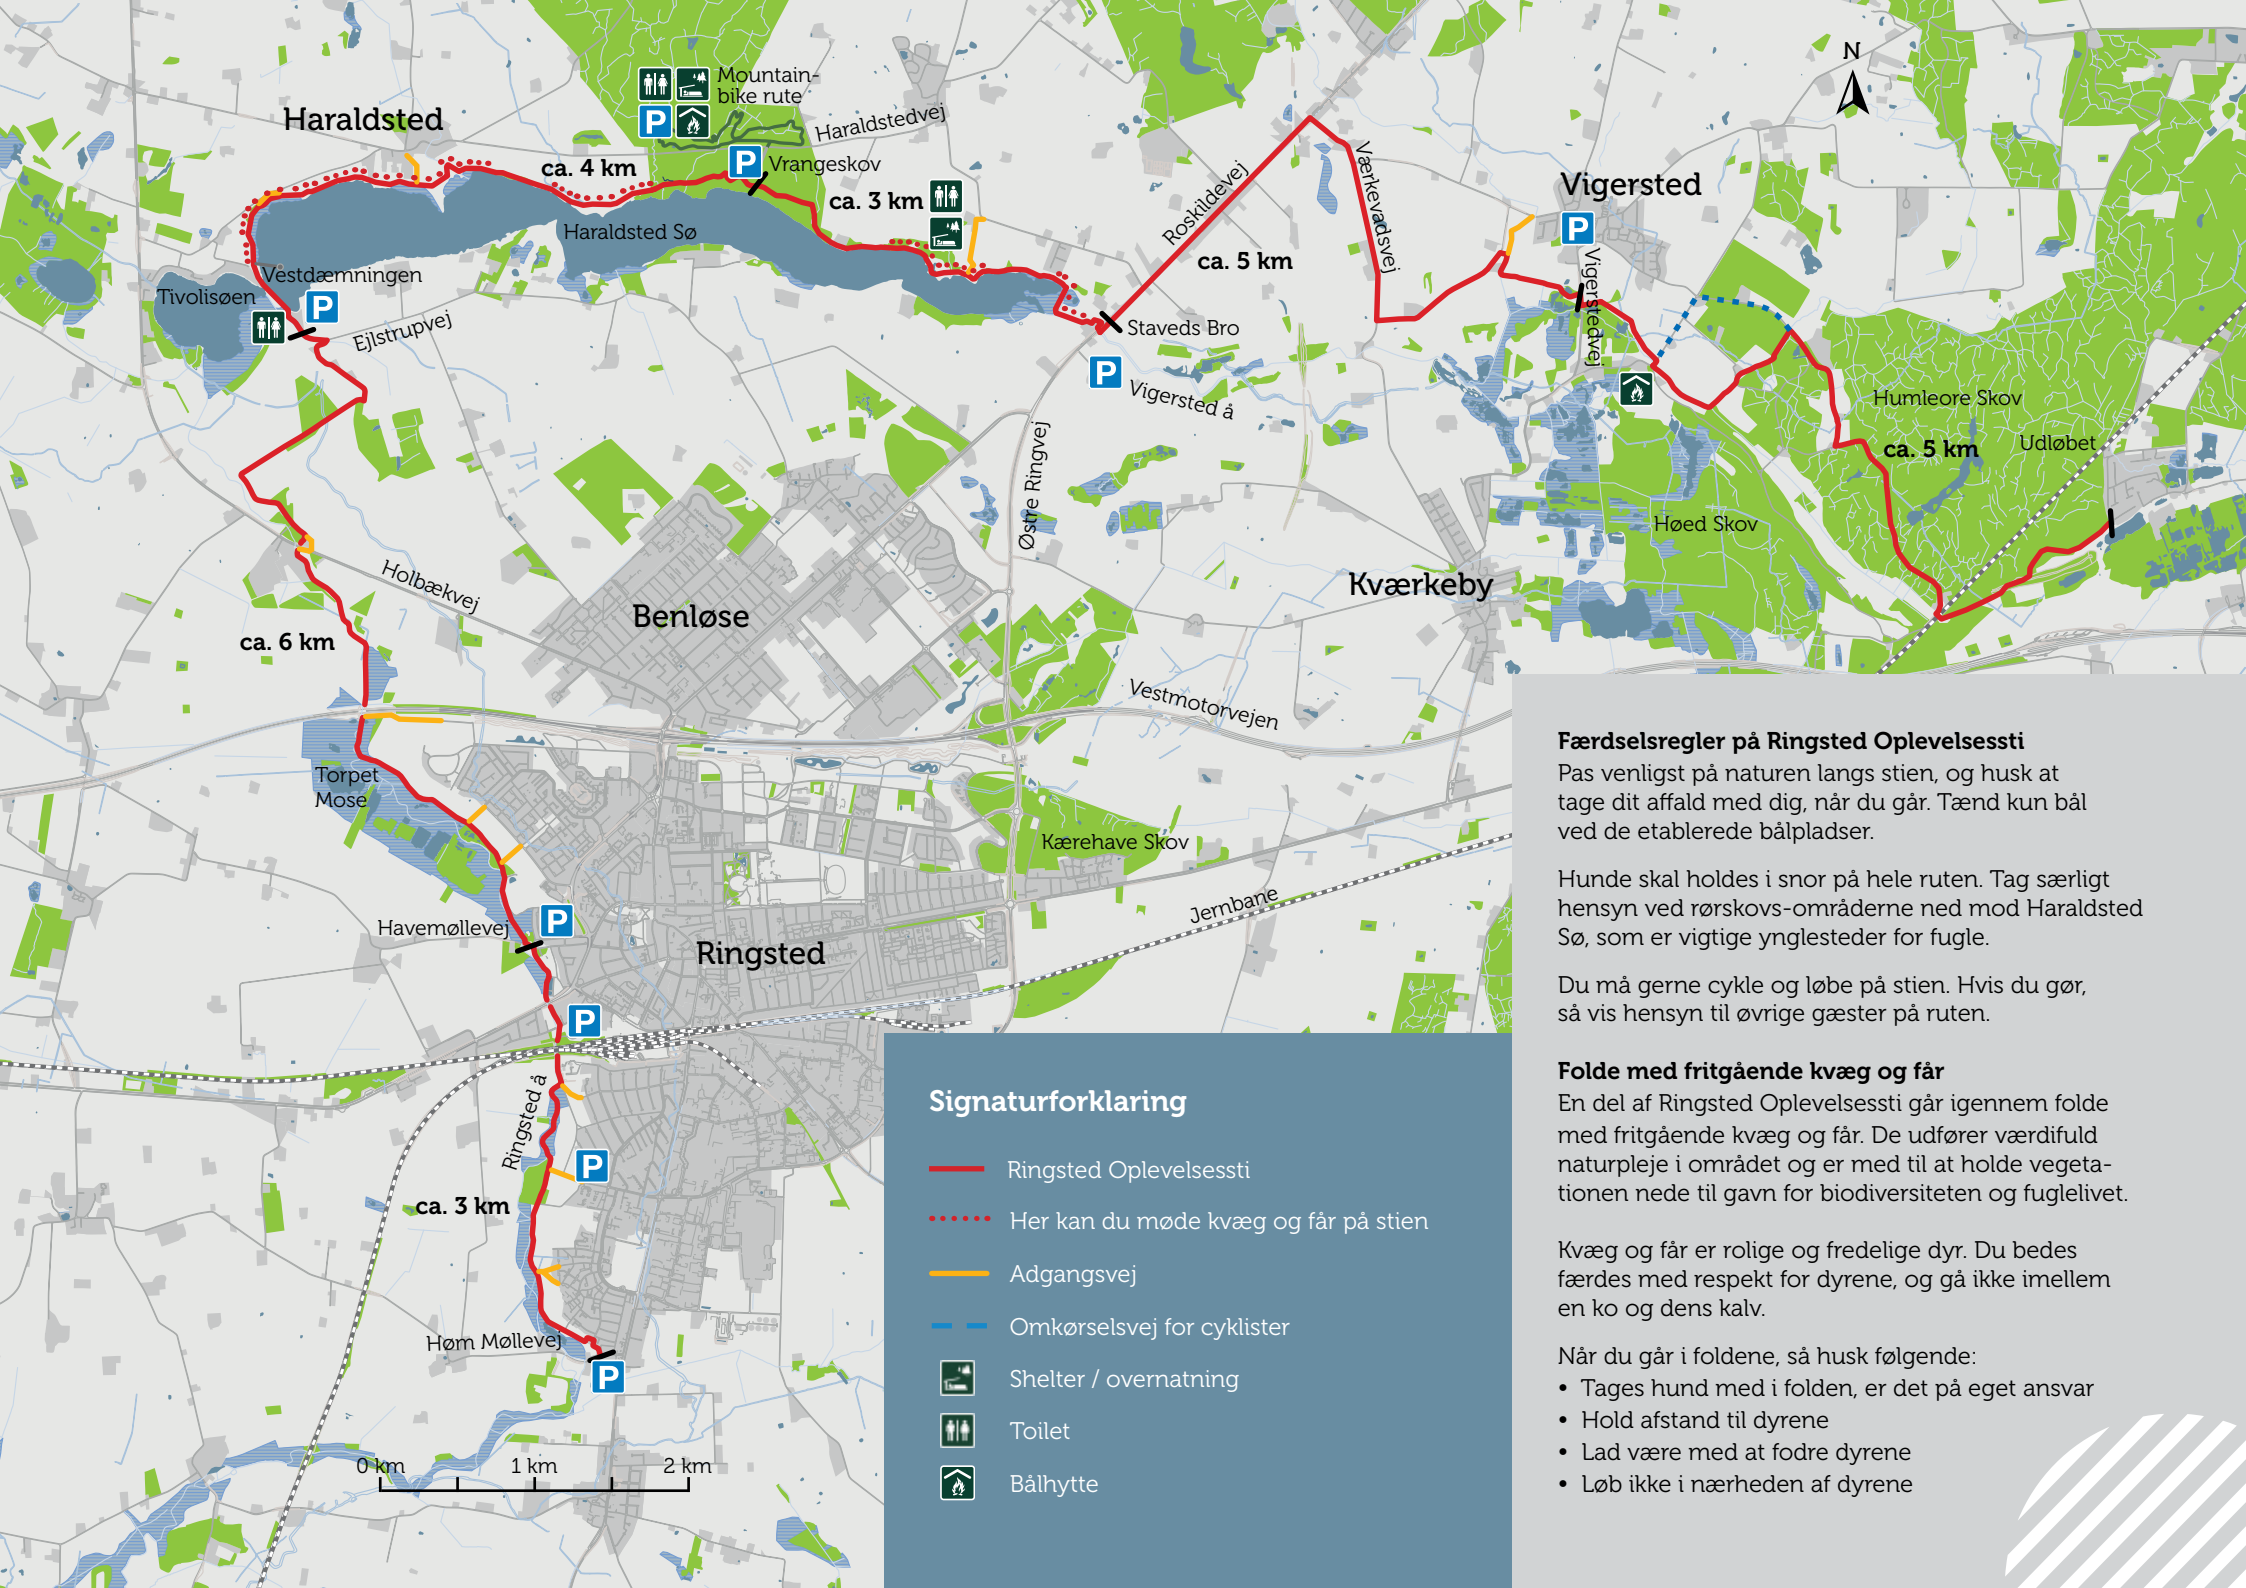 N
Mountain-
bike rute
Haraldsted
Haraldstedvej
ca. 4 km
Vrangeskov
ca. 3 km
Haraldsted Sø
Vestdæmningen
Tivolisøen
Ejlstrupvej
Roskildevej
Værkevadsvej
ca. 5 km
Vigersted
Vigerstedvej
Staveds Bro
Vigersted å
Østre Ringvej
Humleore Skov
ca. 5 km
Udløbet
Høed Skov
Kværkeby
Holbækvej
Benløse
ca. 6 km
Vestmotorvejen
Torpet
Mose
Kærehave Skov
Jernbane
Havemøllevej
Ringsted
Ringsted å
ca. 3 km
Høm Møllevej
0 km 1 km 2 km
P
P
P
P
P
P
P
P
P
Signaturforklaring
Ringsted Oplevelsessti
Her kan du møde kvæg og får på stien
Adgangsvej
Omkørselsvej for cyklister
Shelter / overnatning
Toilet
Bålhytte
Færdselsregler på Ringsted Oplevelsessti
Pas venligst på naturen langs stien, og husk at
tage dit affald med dig, når du går. Tænd kun bål
ved de etablerede bålpladser.
Hunde skal holdes i snor på hele ruten. Tag særligt
hensyn ved rørskovs-områderne ned mod Haraldsted
Sø, som er vigtige ynglesteder for fugle.
Du må gerne cykle og løbe på stien. Hvis du gør,
så vis hensyn til øvrige gæster på ruten.
Folde med fritgående kvæg og får
En del af Ringsted Oplevelsessti går igennem folde
med fritgående kvæg og får. De udfører værdifuld
naturpleje i området og er med til at holde vegeta-
tionen nede til gavn for biodiversiteten og fuglelivet.
Kvæg og får er rolige og fredelige dyr. Du bedes
færdes med respekt for dyrene, og gå ikke imellem
en ko og dens kalv.
Når du går i foldene, så husk følgende:
• Tages hund med i folden, er det på eget ansvar
• Hold afstand til dyrene
• Lad være med at fodre dyrene
• Løb ikke i nærheden af dyrene